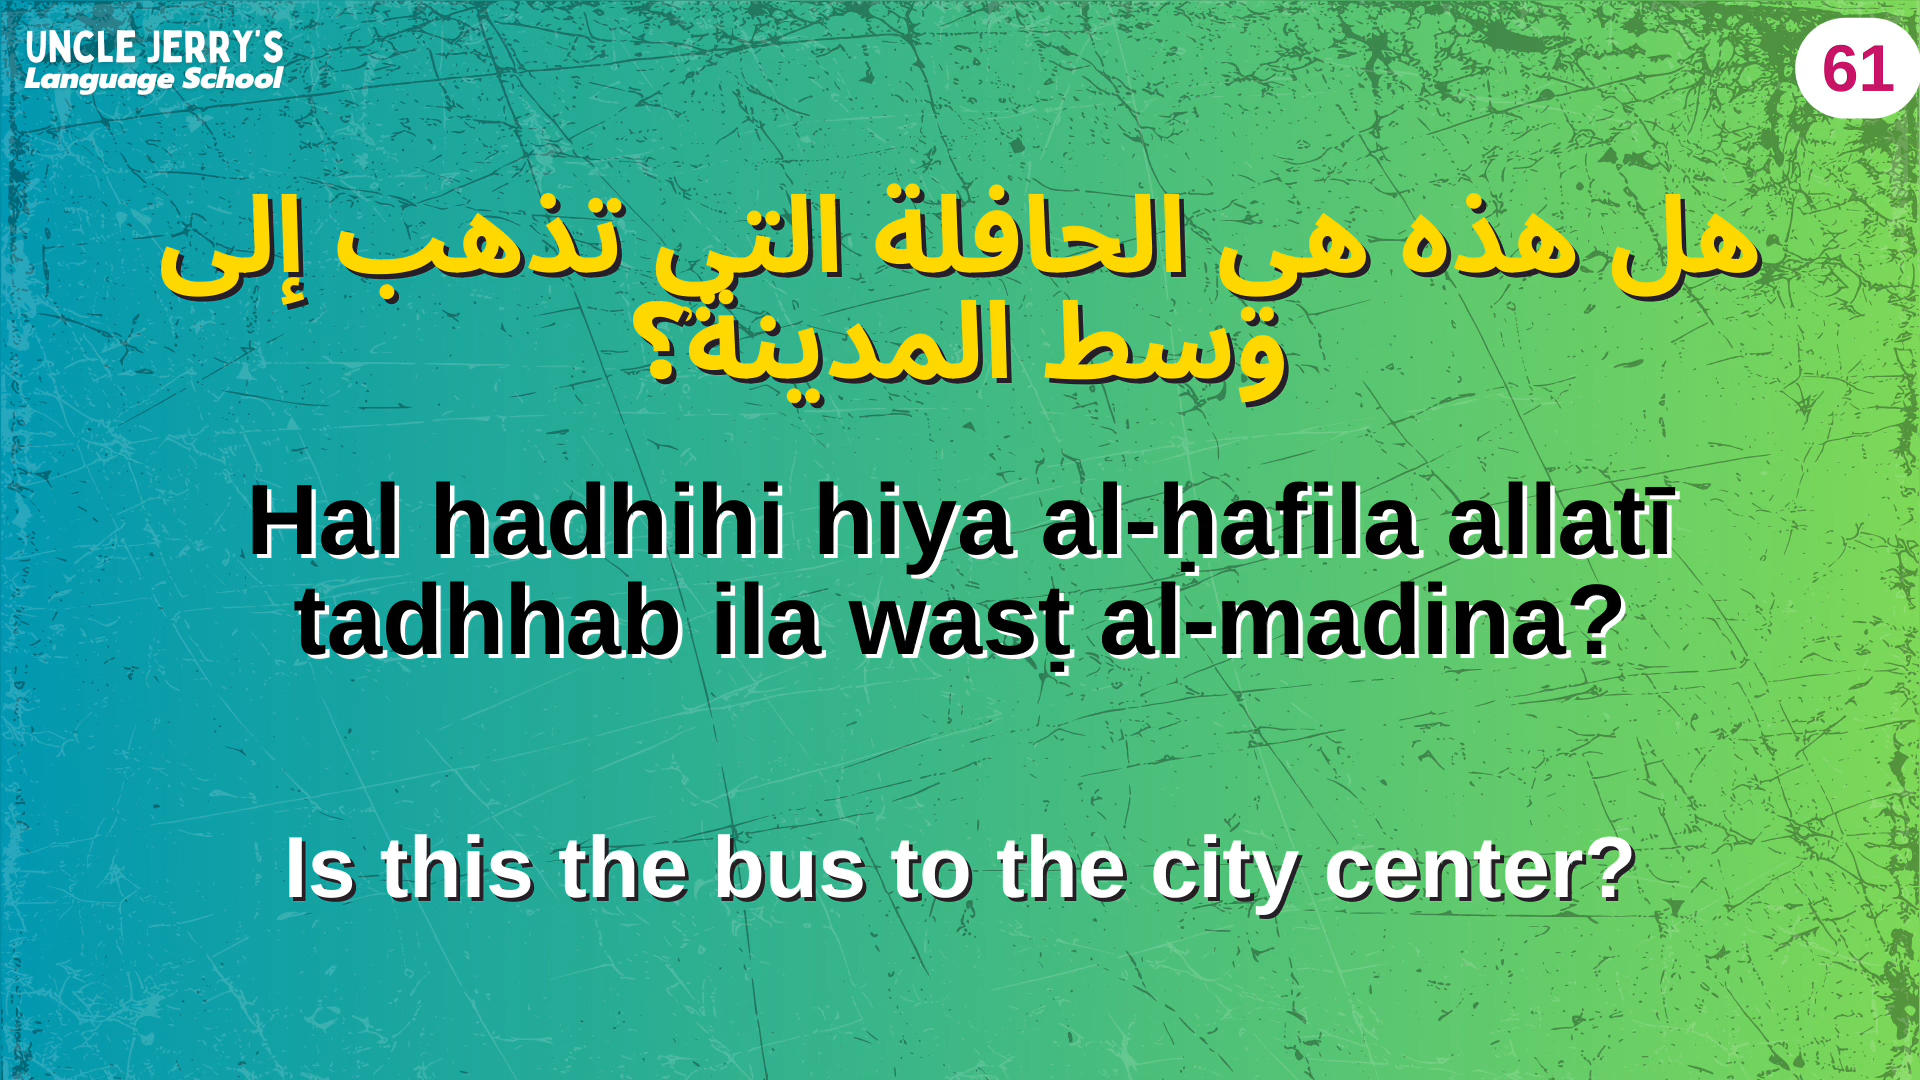 UNCLE JERRY'S
Language School
61
هل هذه هي الحافلة التي تذهب إلى
وسط المدينة؟
Hal hadhihi hiya al-ḥafila allatī
tadhhab ila wasṭ al-madina?
Is this the bus to the city center?